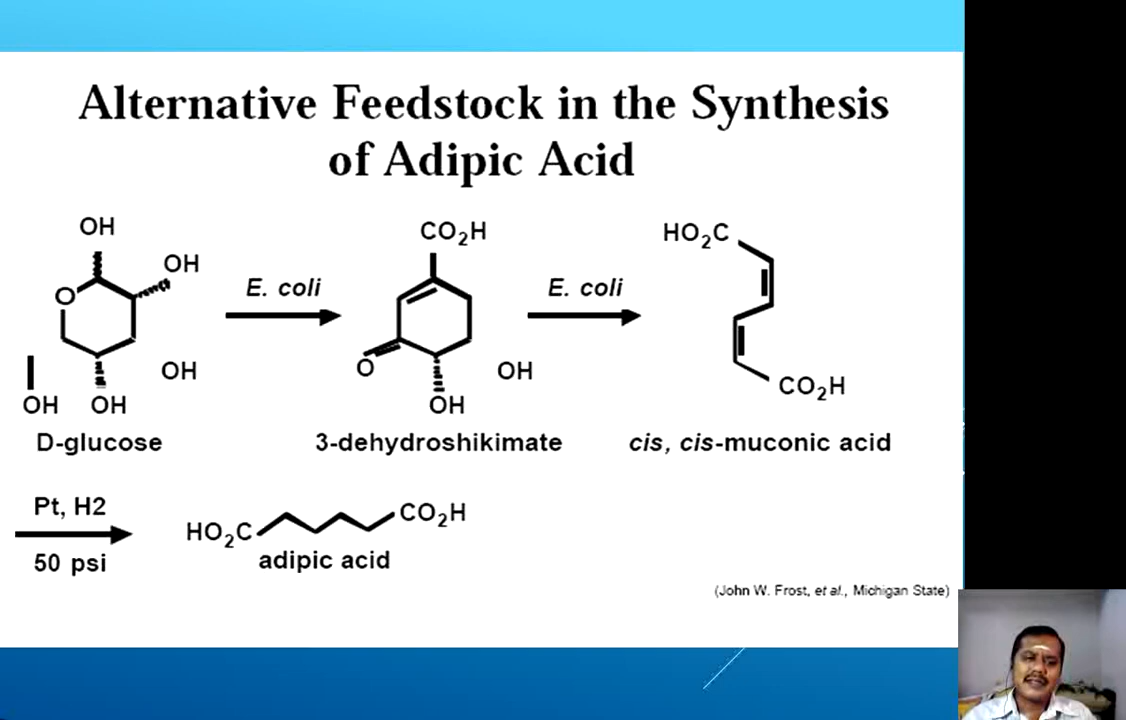 Alternative Feedstock in the Synthesis
of Adipic Acid
OH
OH
O
OH
OH OH
D-glucose
E. coli
CO₂H
O
OH
OH
3-dehydroshikimate
E. coli
HO₂C
CO₂H
cis, cis-muconic acid
Pt, H2
50 psi
HO₂C
CO₂H
adipic acid
(John W. Frost, et al., Michigan State)